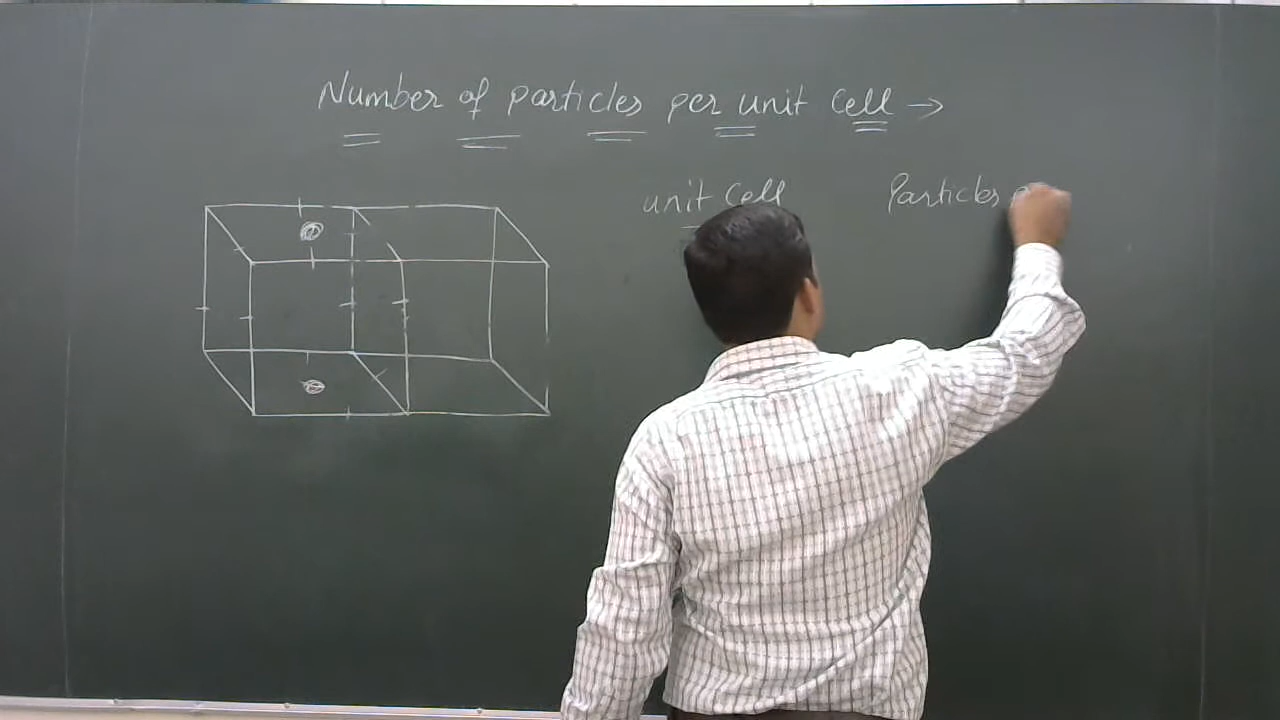 Number of particles per unit cell →
unit cell Particles